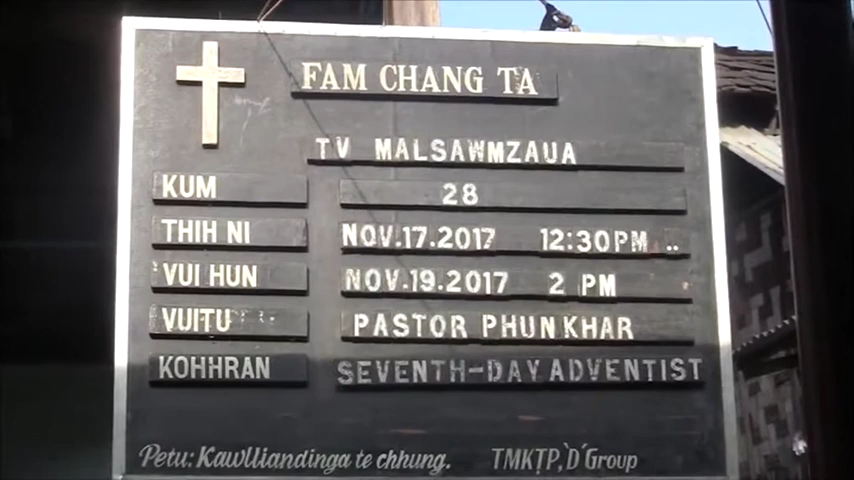 FAM CHANG TA
TV MALSAWMZAUA
KUM 28
THIH NI NOV.17.2017 12:30PM ..
VUI HUN NOV.19.2017 2 PM
VUITU PASTOR PHUNKHAR
KOHHRAN SEVENTH-DAY ADVENTIST
Petu: Kawlliandinga te chhung. TMKṬP, 'D' Group